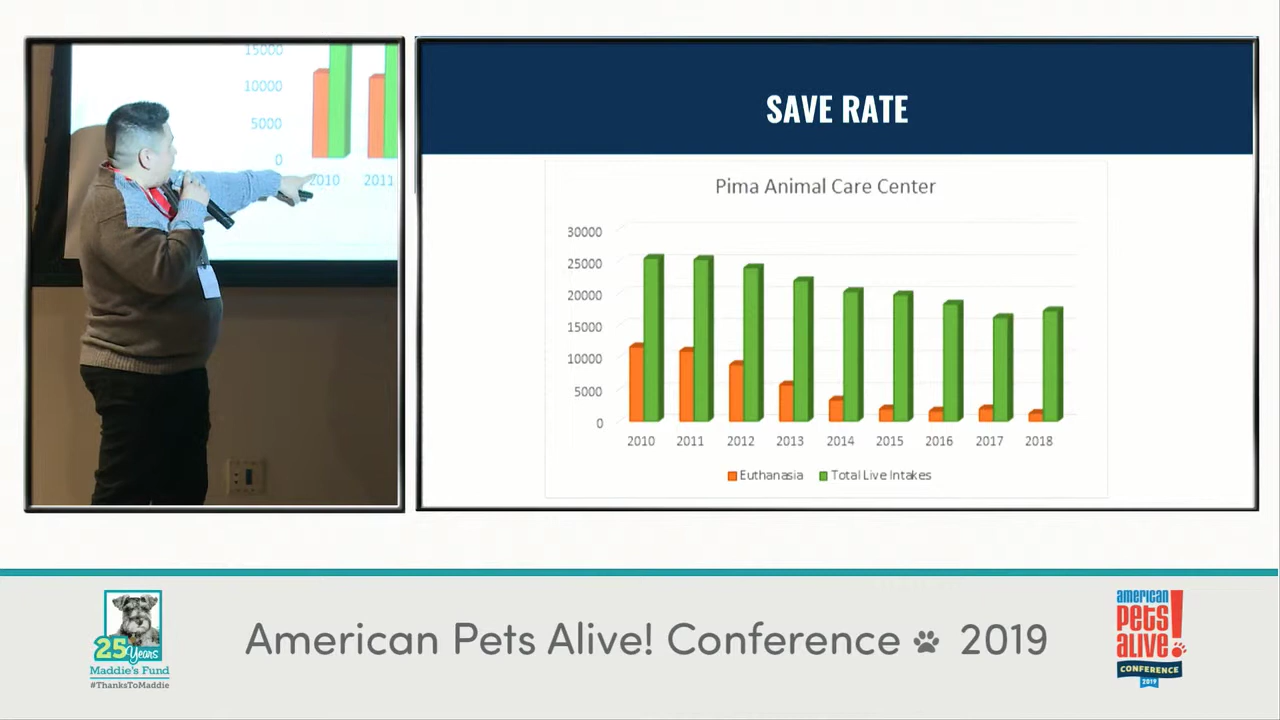 15000
10000
5000
0
2010 2011
SAVE RATE
Pima Animal Care Center
30000
25000
20000
15000
10000
5000
0
2010 2011 2012 2013 2014 2015 2016 2017 2018
Euthanasia Total Live Intakes
25 Years
Maddie's Fund
#ThanksToMaddie
American Pets Alive! Conference 2019
american
pets
alive!
CONFERENCE
2019